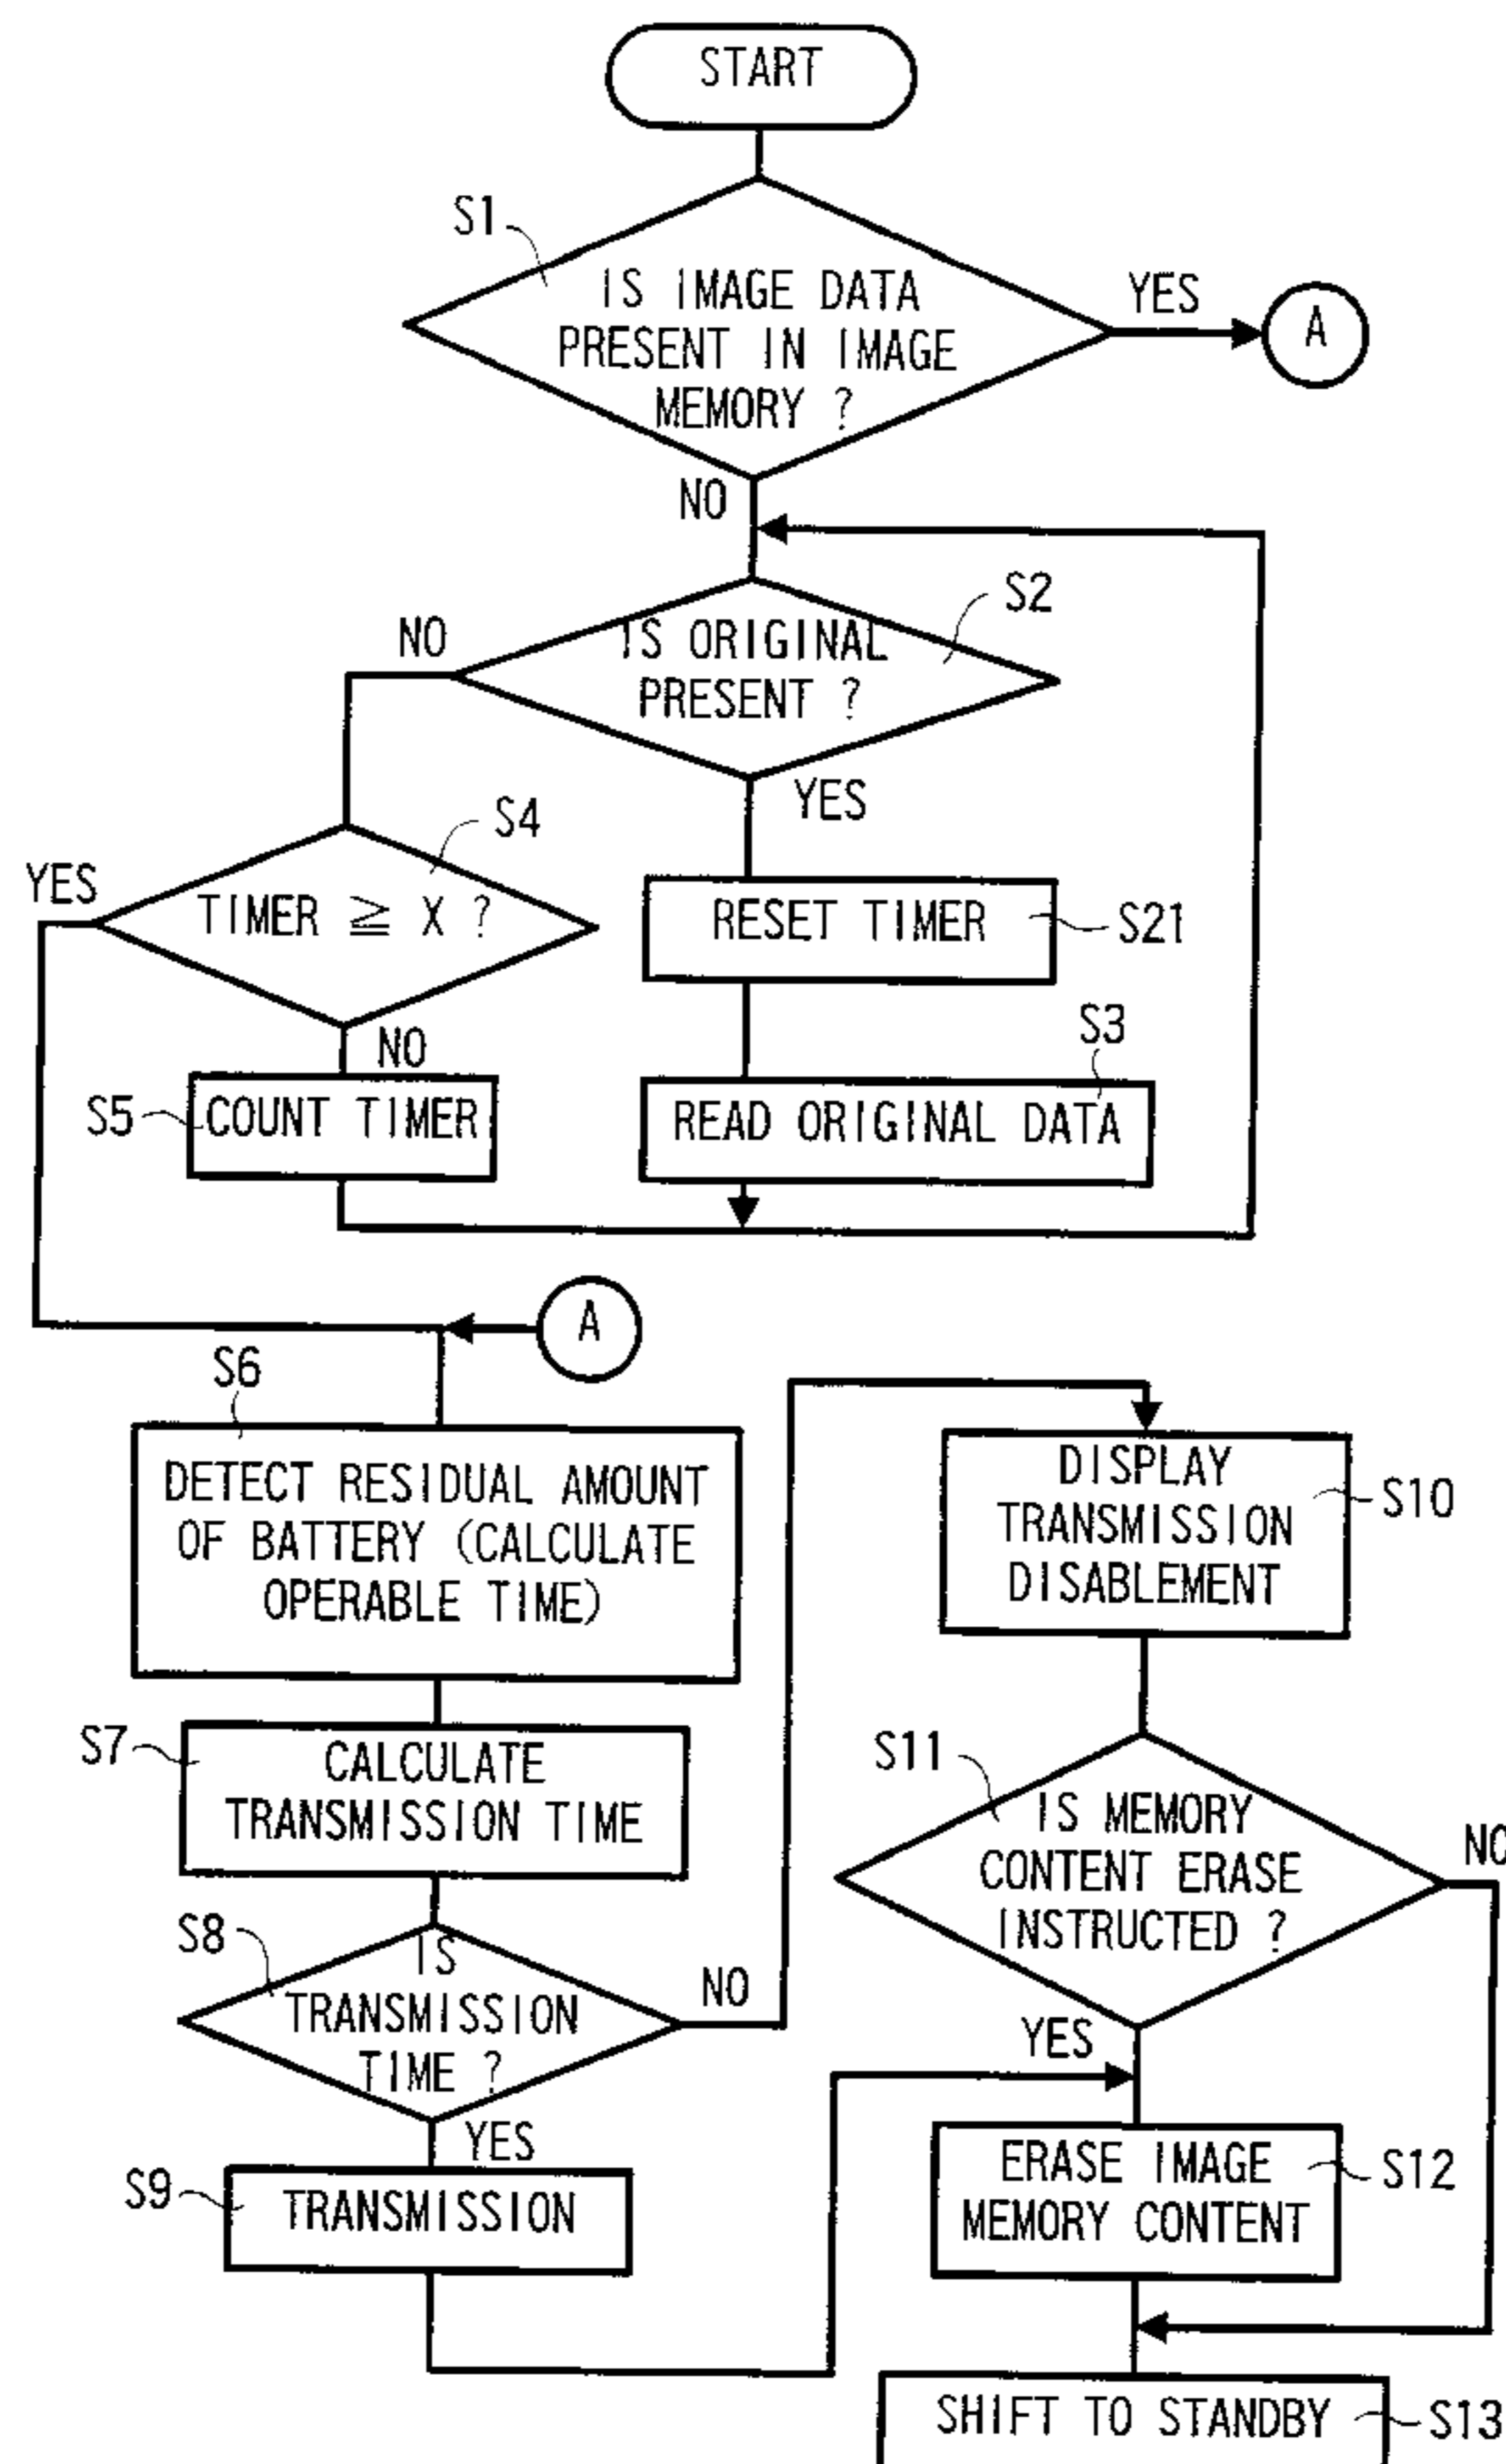 START
S1
IS IMAGE DATA
PRESENT IN IMAGE
MEMORY ?
YES
A
NO
S2
NO
IS ORIGINAL
PRESENT ?
YES
S4
YES
TIMER ≧ X ?
RESET TIMER
S21
NO
S3
S5
COUNT TIMER
READ ORIGINAL DATA
A
S6
DETECT RESIDUAL AMOUNT
OF BATTERY (CALCULATE
OPERABLE TIME)
DISPLAY
TRANSMISSION
DISABLEMENT
S10
S7
CALCULATE
TRANSMISSION TIME
S11
IS MEMORY
CONTENT ERASE
INSTRUCTED ?
NO
S8
IS
TRANSMISSION
TIME ?
NO
YES
YES
S9
TRANSMISSION
ERASE IMAGE
MEMORY CONTENT
S12
SHIFT TO STANDBY
S13